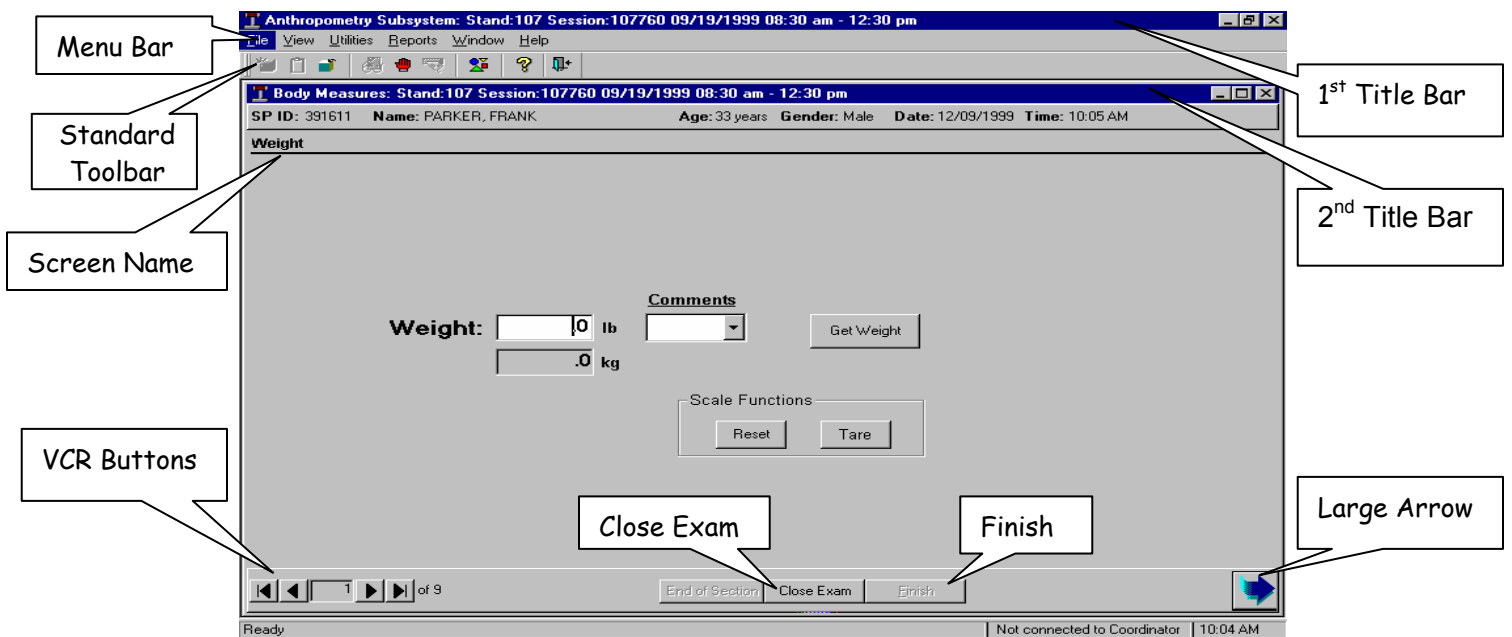 Anthropometry Subsystem: Stand:107 Session:107760 09/19/1999 08:30 am - 12:30 pm
File View Utilities Reports Window Help
Menu Bar
Body Measures: Stand:107 Session:107760 09/19/1999 08:30 am - 12:30 pm
1st Title Bar
SP ID: 391611 Name: PARKER, FRANK Age: 33 years Gender: Male Date: 12/09/1999 Time: 10:05 AM
Standard
Toolbar
Weight
2nd Title Bar
Screen Name
Comments
Weight: .0 lb Get Weight
.0 kg
Scale Functions
Reset Tare
VCR Buttons
Close Exam
Finish
Large Arrow
1 of 9 End of Section Close Exam Finish
Ready Not connected to Coordinator 10:04 AM